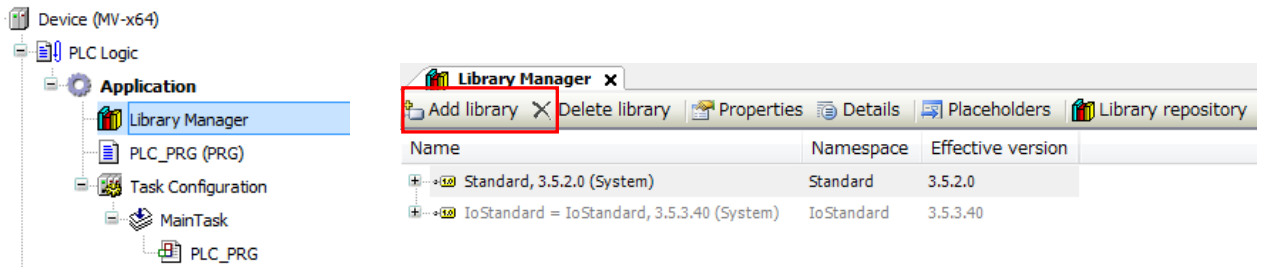 Device (MV-x64)
PLC Logic
Application
Library Manager
PLC_PRG (PRG)
Task Configuration
MainTask
PLC_PRG
Library Manager x
Add library Delete library Properties Details Placeholders Library repository
Name Namespace Effective version
Standard, 3.5.2.0 (System) Standard 3.5.2.0
IoStandard = IoStandard, 3.5.3.40 (System) IoStandard 3.5.3.40